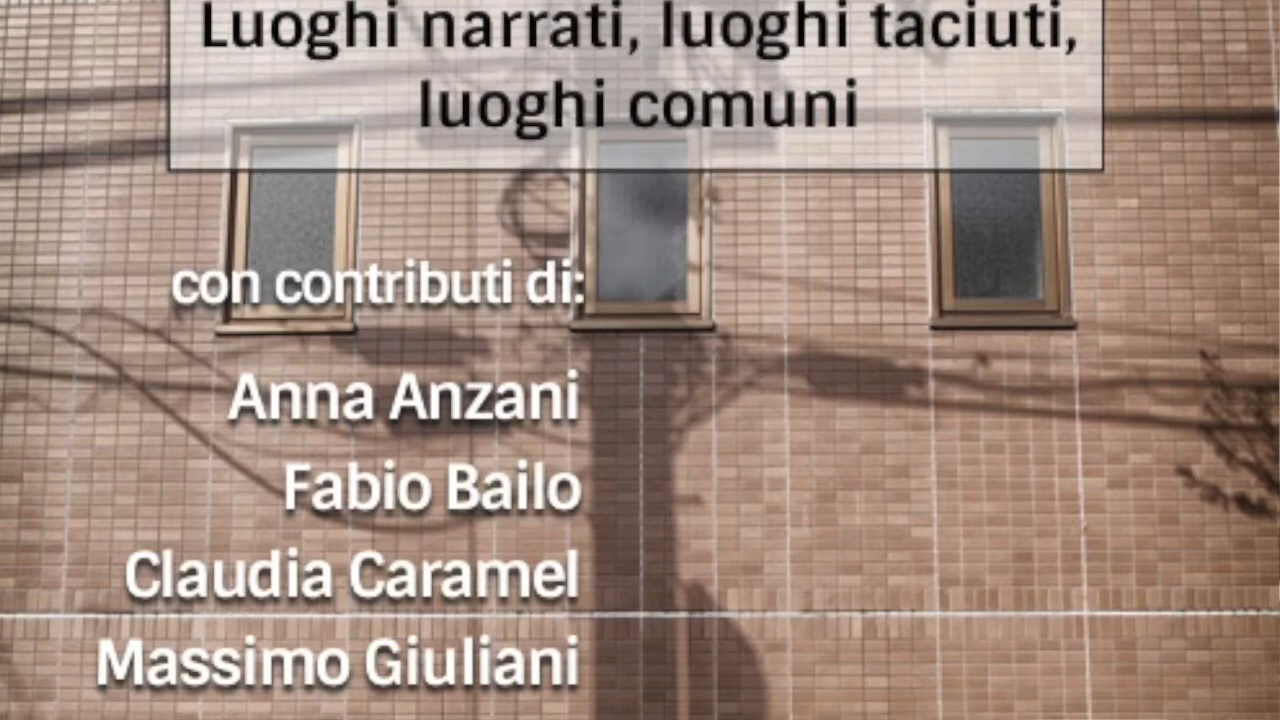 Luoghi narrati, luoghi taciuti,
luoghi comuni
con contributi di:
Anna Anzani
Fabio Bailo
Claudia Caramel
Massimo Giuliani